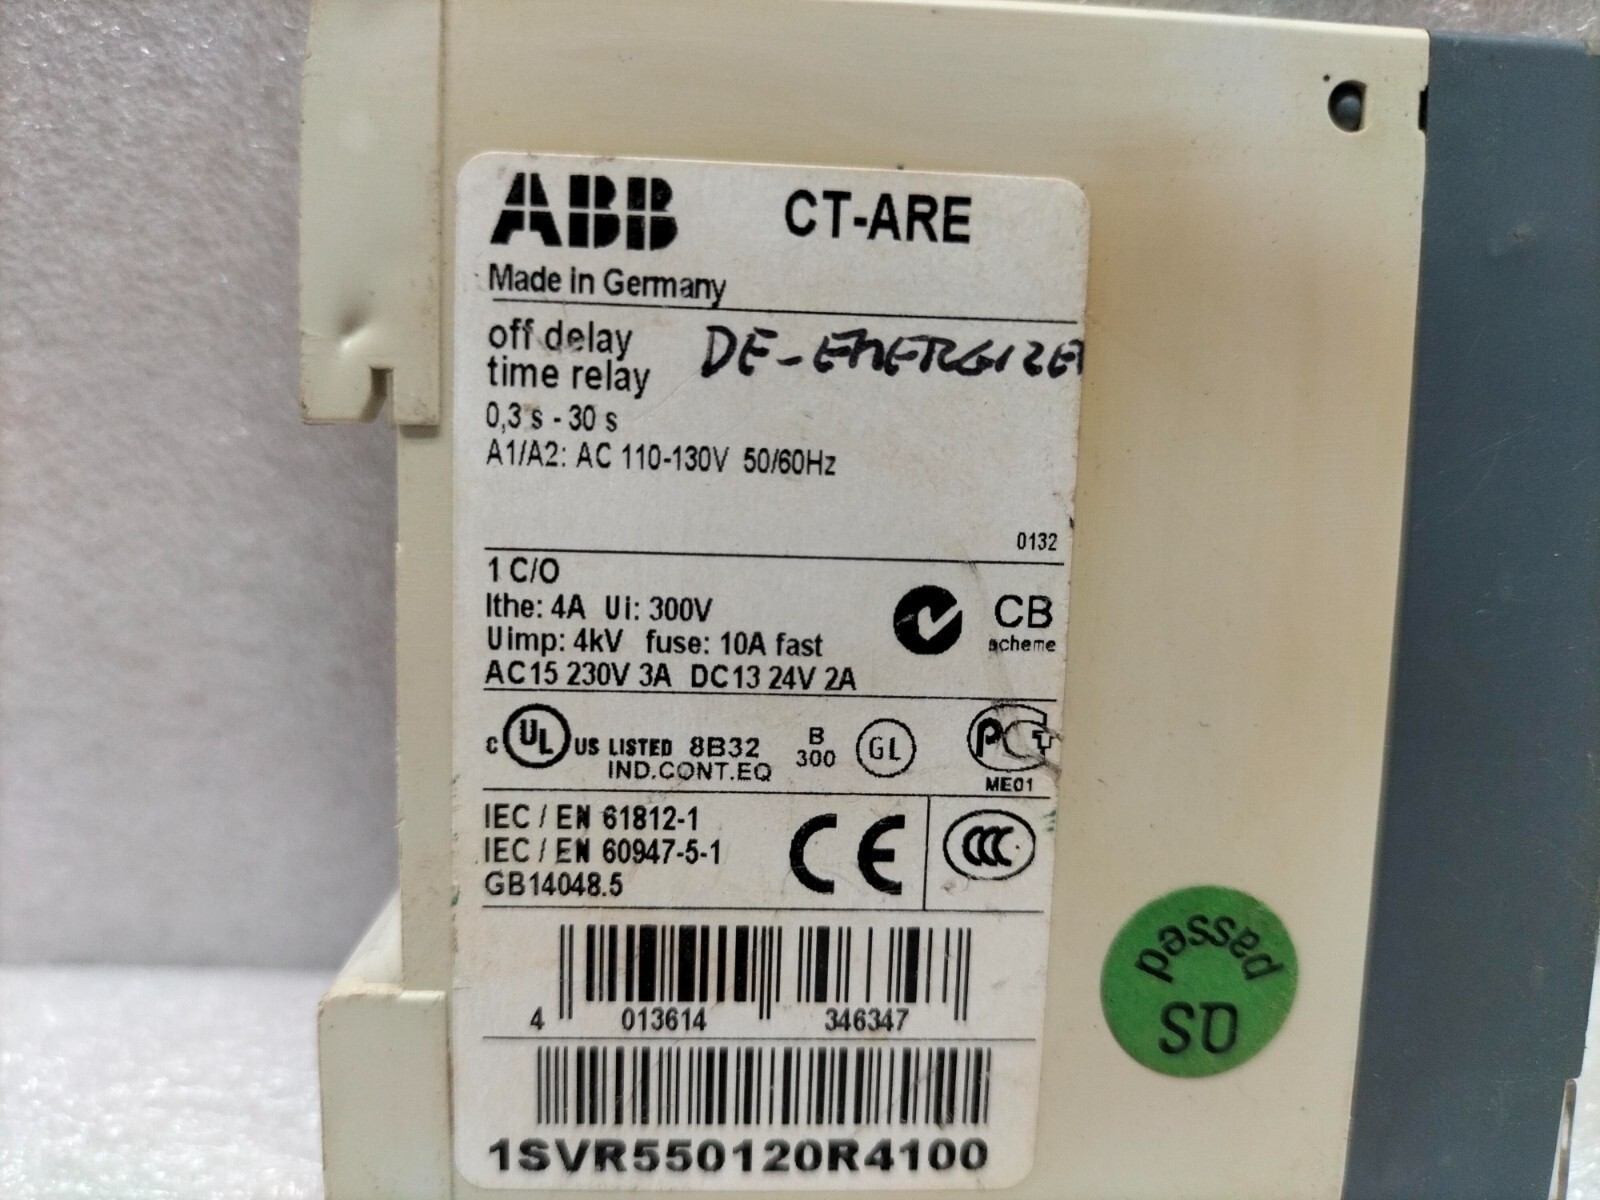 ABB CT-ARE
Made in Germany
off delay
time relay
DE-ENERGIZE
0,3 s - 30 s
A1/A2: AC 110-130V 50/60Hz
0132
1 C/O
Ithe: 4A Ui: 300V
Uimp: 4kV fuse: 10A fast
AC15 230V 3A DC13 24V 2A
CB
scheme
C UL US LISTED 8B32
IND.CONT.EQ
B
300
GL
PCT
ME01
IEC / EN 61812-1
IEC / EN 60947-5-1
GB14048.5
CE
CCC
4 013614 346347
1SVR550120R4100
passed